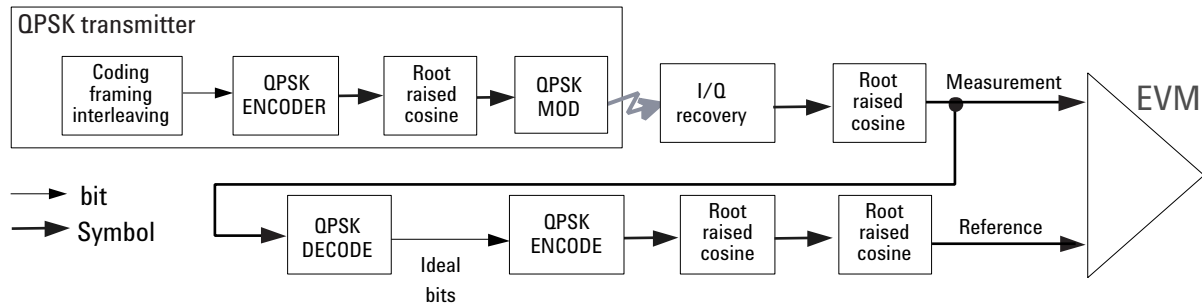 QPSK transmitter
Coding
framing
interleaving
QPSK
ENCODER
Root
raised
cosine
QPSK
MOD
I/Q
recovery
Root
raised
cosine
Measurement
EVM
bit
Symbol
QPSK
DECODE
Ideal
bits
QPSK
ENCODE
Root
raised
cosine
Root
raised
cosine
Reference